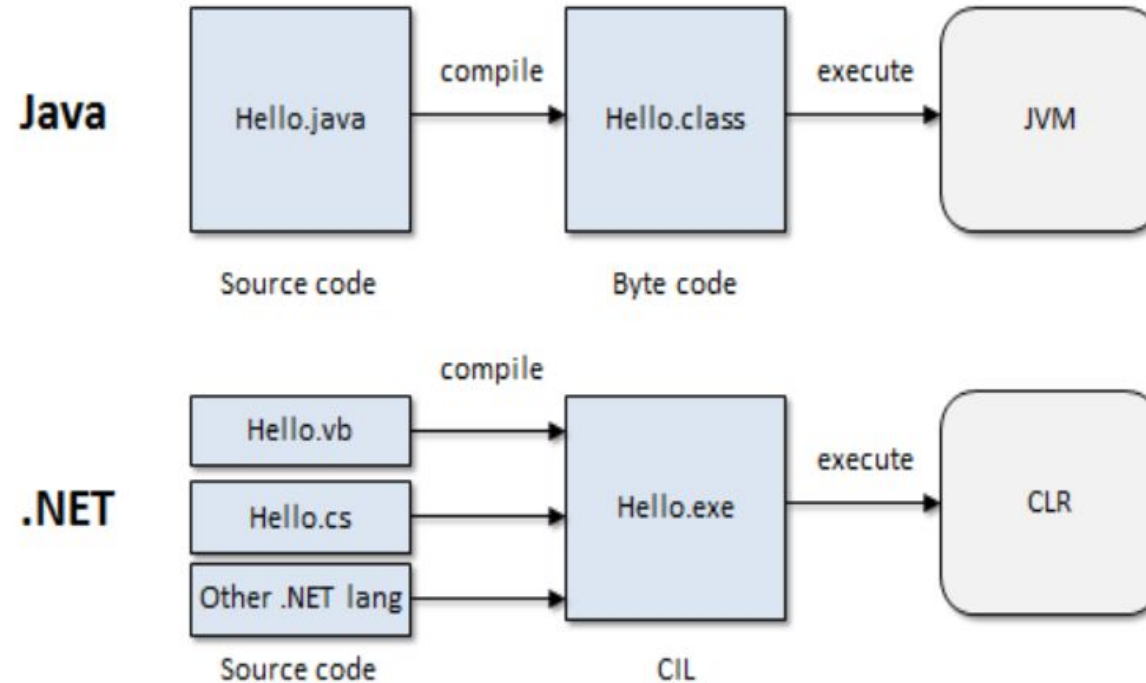 compile
execute
Java
Hello.java
Hello.class
JVM
Source code
Byte code
compile
Hello.vb
execute
.NET
Hello.cs
Hello.exe
CLR
Other .NET lang
Source code
CIL